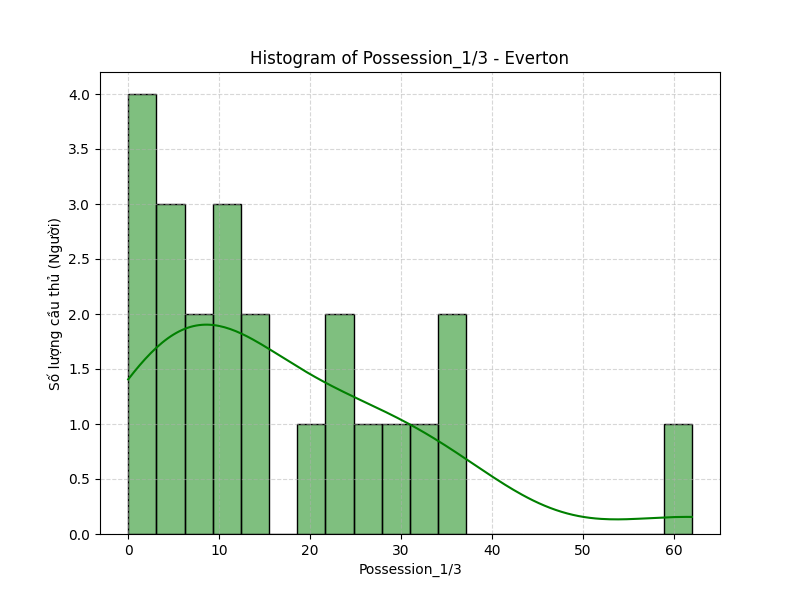 Histogram of Possession_1/3 - Everton
Số lượng cầu thủ (Người)
4.0
3.5
3.0
2.5
2.0
1.5
1.0
0.5
0.0
0 10 20 30 40 50 60
Possession_1/3